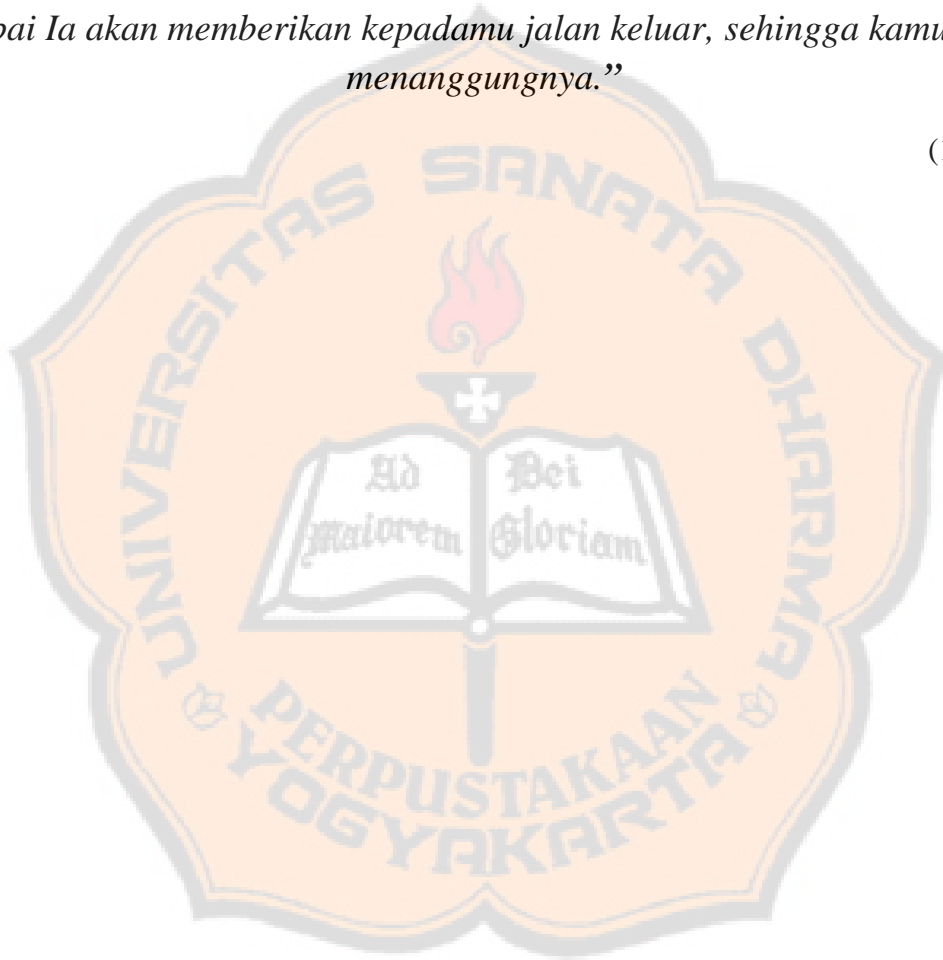 pai Ia akan memberikan kepadamu jalan keluar, sehingga kamu
menanggungnya.”
(1
UNIVERSITAS SANATA DHARMA
Ad Dei
Maiorem Gloriam
PERPUSTAKAAN
YOGYAKARTA